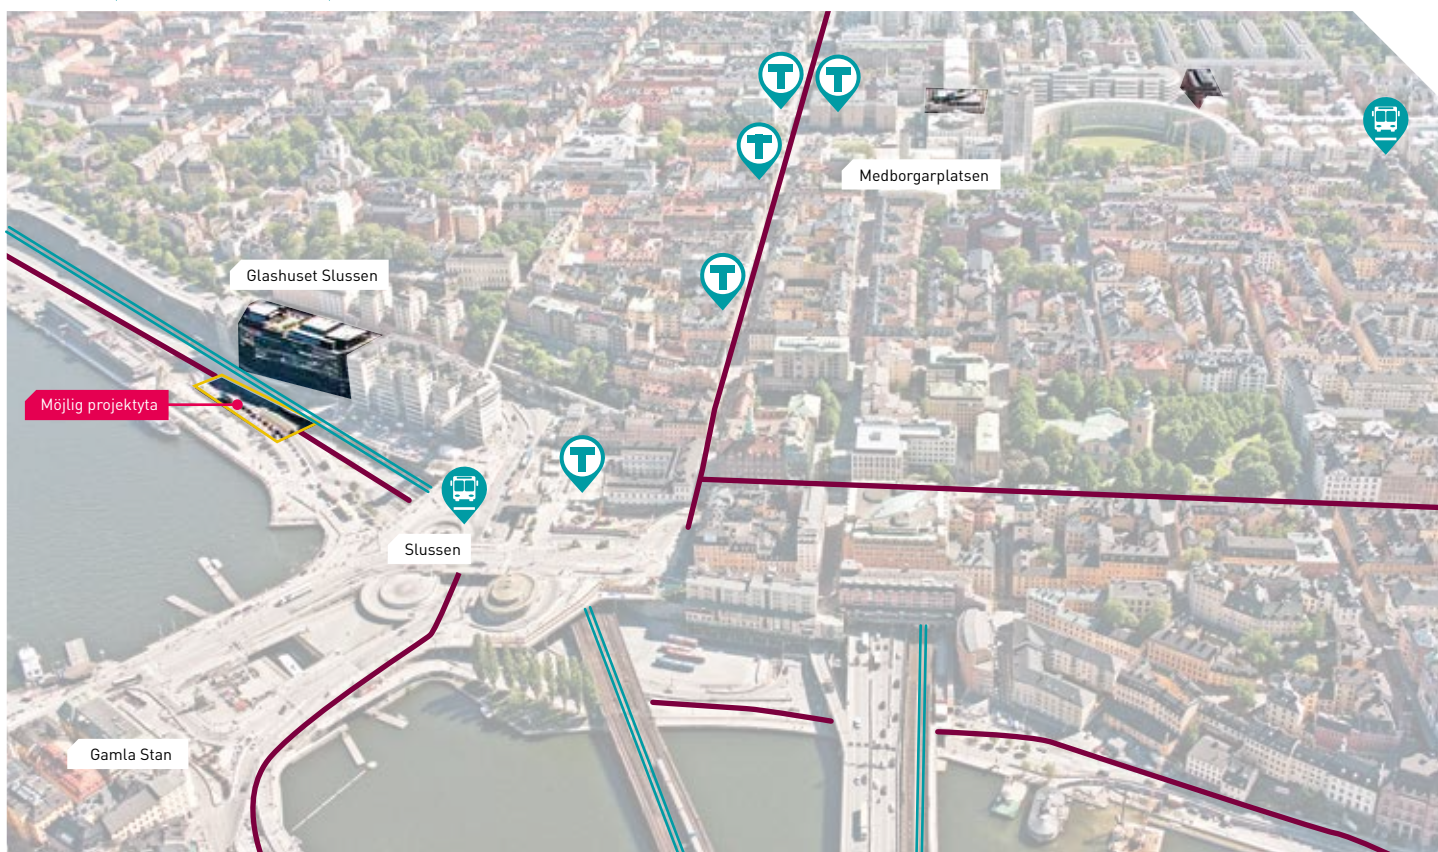 T
T
T
Medborgarplatsen
Glashuset Slussen
T
Möjlig projektyta
T
Slussen
Gamla Stan